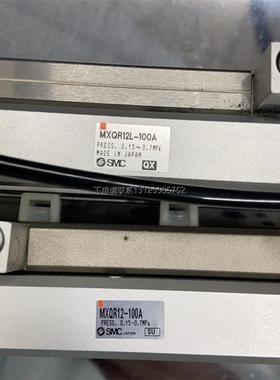 MXQR12L-100A
PRESS. 0.15~0.7MPa
MADE IN JAPAN
SMC QX
MXQR12-100A
PRESS. 0.15-0.7MPa
SMC JAPAN SU